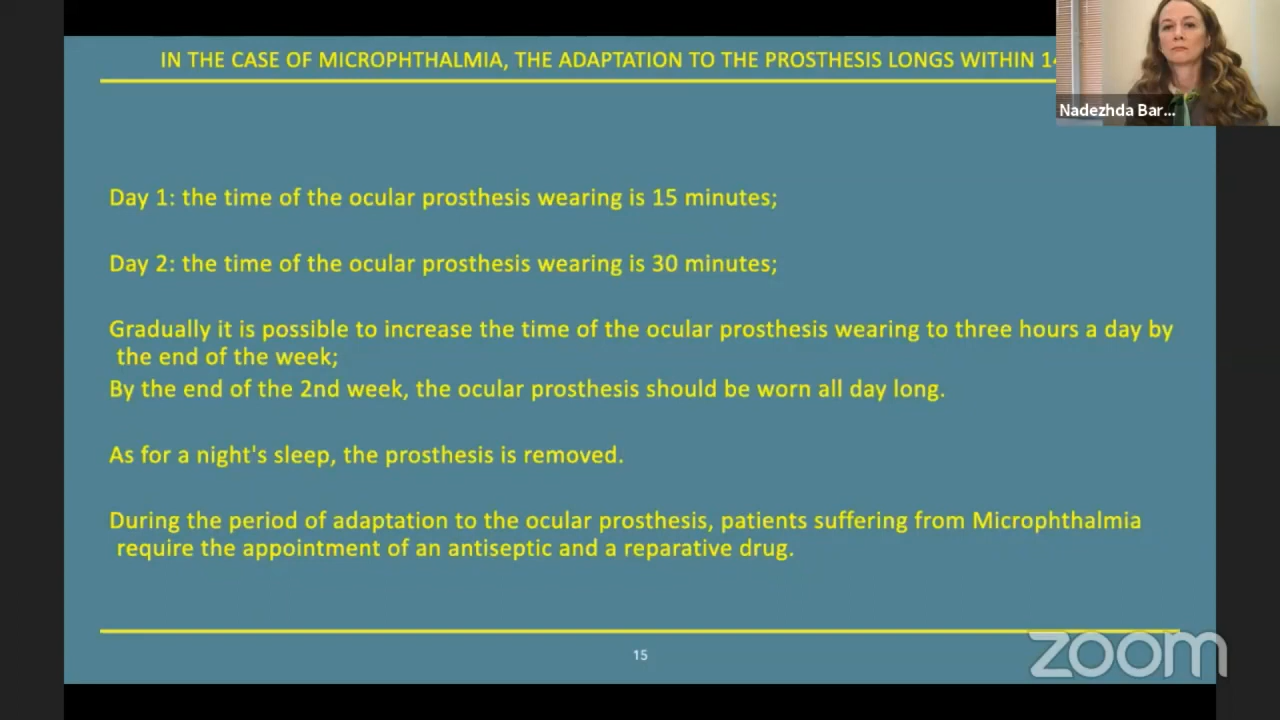 IN THE CASE OF MICROPHTHALMIA, THE ADAPTATION TO THE PROSTHESIS LONGS WITHIN
Nadezhda Bar...
Day 1: the time of the ocular prosthesis wearing is 15 minutes;
Day 2: the time of the ocular prosthesis wearing is 30 minutes;
Gradually it is possible to increase the time of the ocular prosthesis wearing to three hours a day by
the end of the week;
By the end of the 2nd week, the ocular prosthesis should be worn all day long.
As for a night's sleep, the prosthesis is removed.
During the period of adaptation to the ocular prosthesis, patients suffering from Microphthalmia
require the appointment of an antiseptic and a reparative drug.
15
zoom